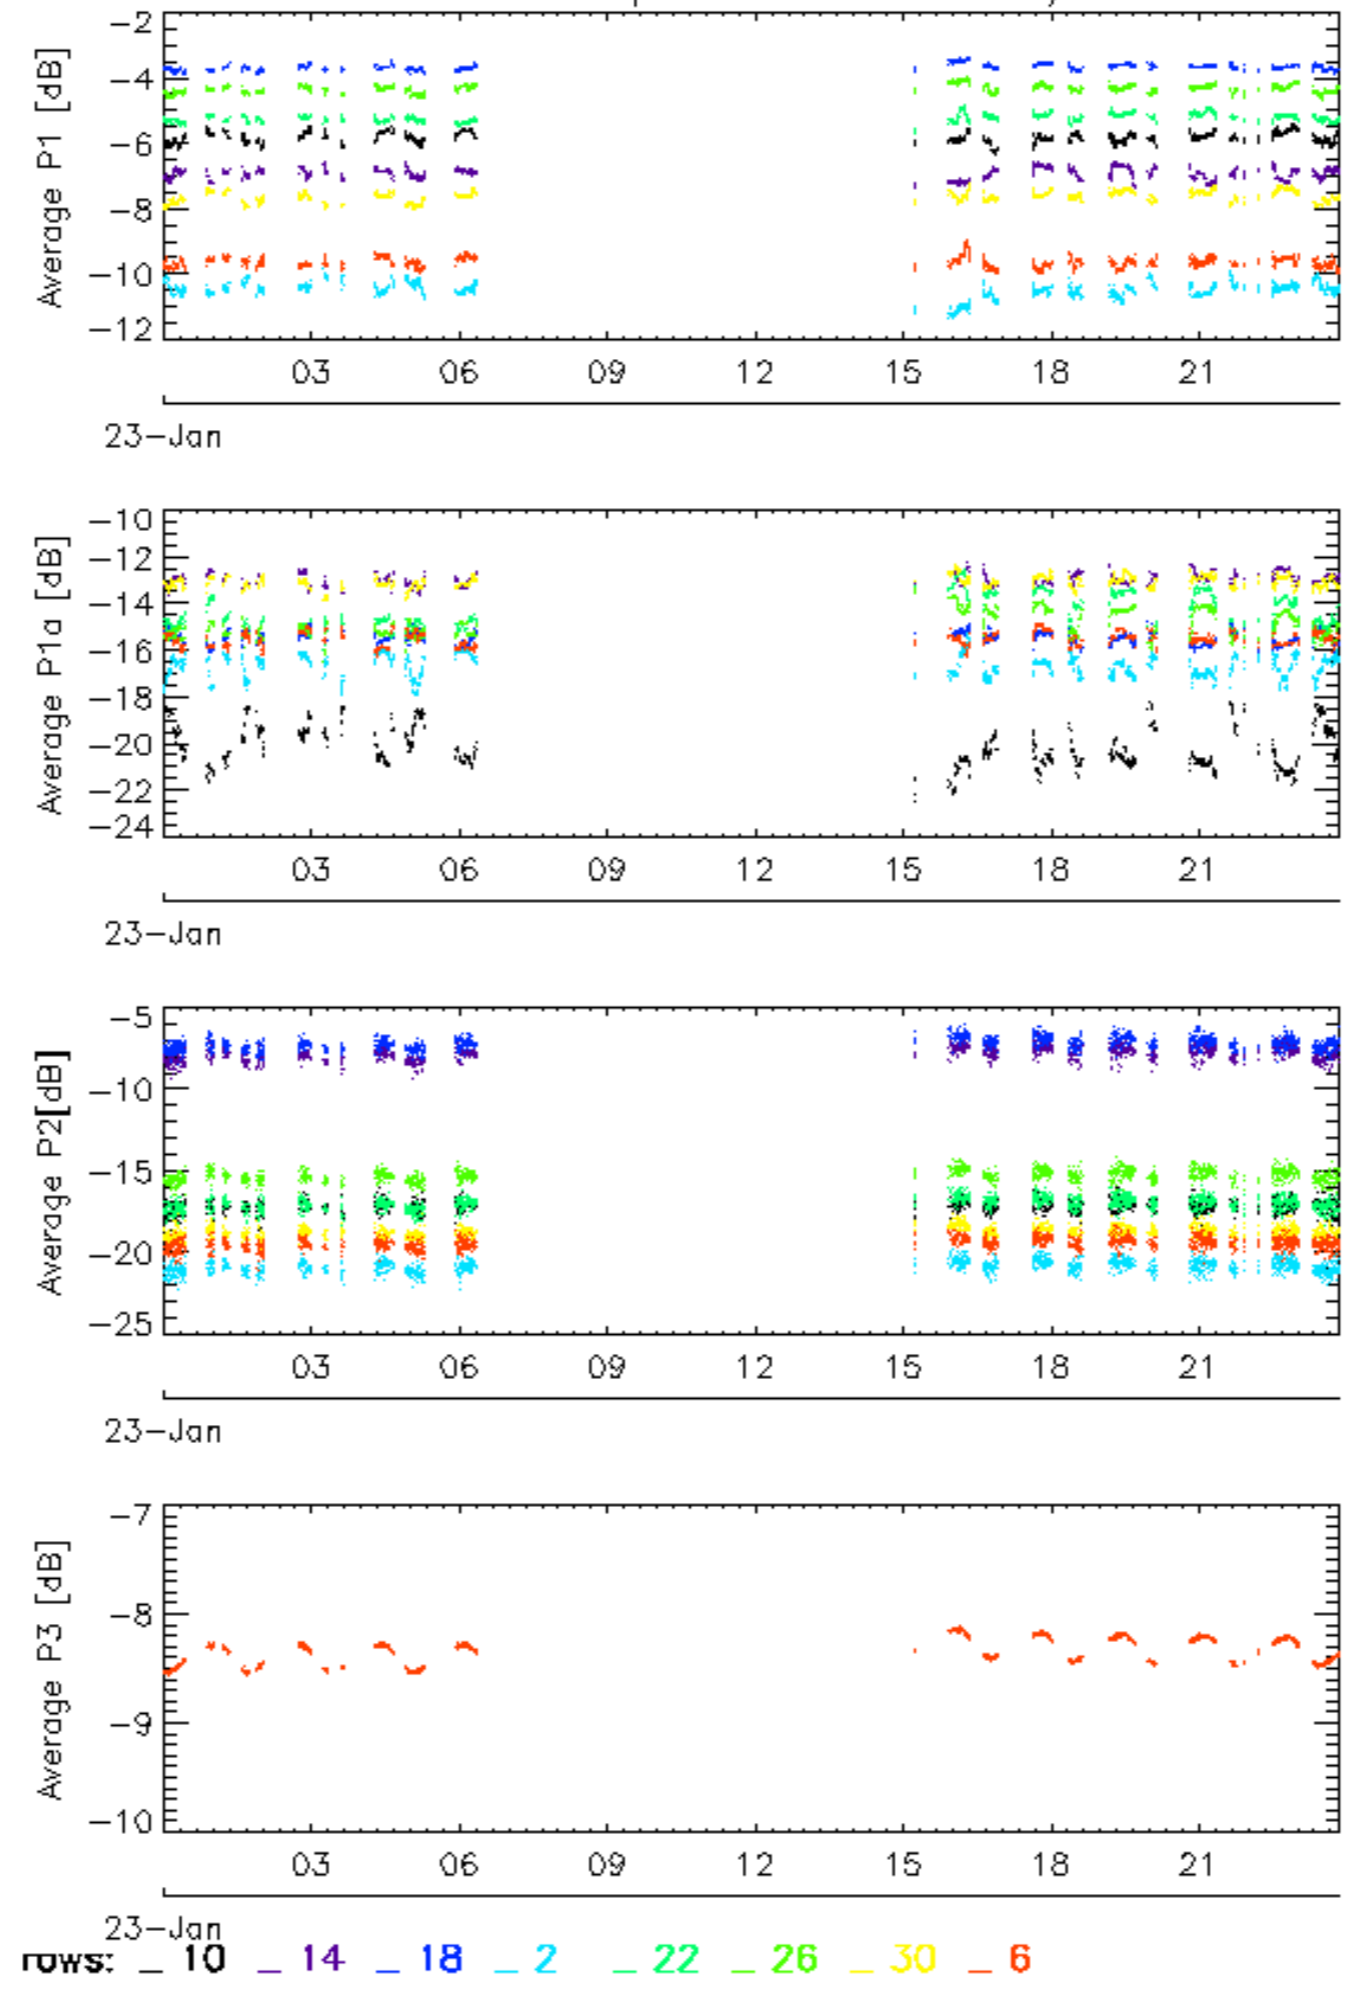 −2
−4
−6
−8
−10
−12
Average P1 [dB]
03 06 09 12 15 18 21
23−Jan
−10
−12
−14
−16
−18
−20
−22
−24
Average P1a [dB]
03 06 09 12 15 18 21
23−Jan
−5
−10
−15
−20
−25
Average P2[dB]
03 06 09 12 15 18 21
23−Jan
−7
−8
−9
−10
Average P3 [dB]
03 06 09 12 15 18 21
23−Jan
rows: _ 10 _ 14 _ 18 _ 2 _ 22 _ 26 _ 30 _ 6